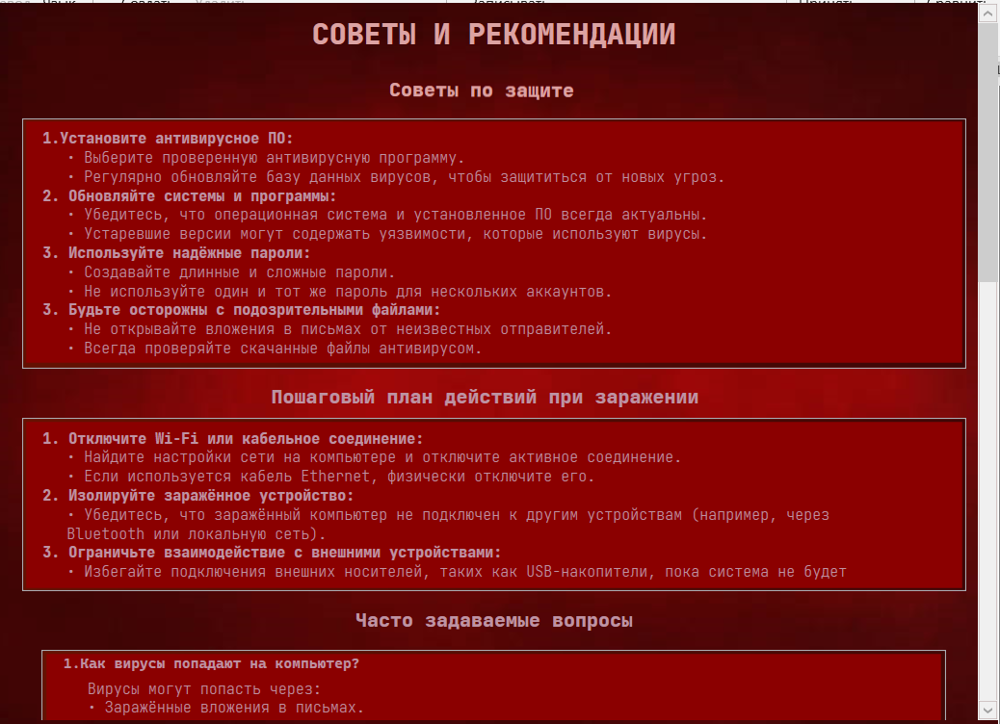 СОВЕТЫ И РЕКОМЕНДАЦИИ
Советы по защите
1.Установите антивирусное ПО:
• Выберите проверенную антивирусную программу.
• Регулярно обновляйте базу данных вирусов, чтобы защититься от новых угроз.
2. Обновляйте системы и программы:
• Убедитесь, что операционная система и установленное ПО всегда актуальны.
• Устаревшие версии могут содержать уязвимости, которые используют вирусы.
3. Используйте надёжные пароли:
• Создавайте длинные и сложные пароли.
• Не используйте один и тот же пароль для нескольких аккаунтов.
3. Будьте осторожны с подозрительными файлами:
• Не открывайте вложения в письмах от неизвестных отправителей.
• Всегда проверяйте скачанные файлы антивирусом.
Пошаговый план действий при заражении
1. Отключите Wi-Fi или кабельное соединение:
• Найдите настройки сети на компьютере и отключите активное соединение.
• Если используется кабель Ethernet, физически отключите его.
2. Изолируйте заражённое устройство:
• Убедитесь, что заражённый компьютер не подключен к другим устройствам (например, через
Bluetooth или локальную сеть).
3. Ограничьте взаимодействие с внешними устройствами:
• Избегайте подключения внешних носителей, таких как USB-накопители, пока система не будет
Часто задаваемые вопросы
1.Как вирусы попадают на компьютер?
Вирусы могут попасть через:
• Заражённые вложения в письмах.